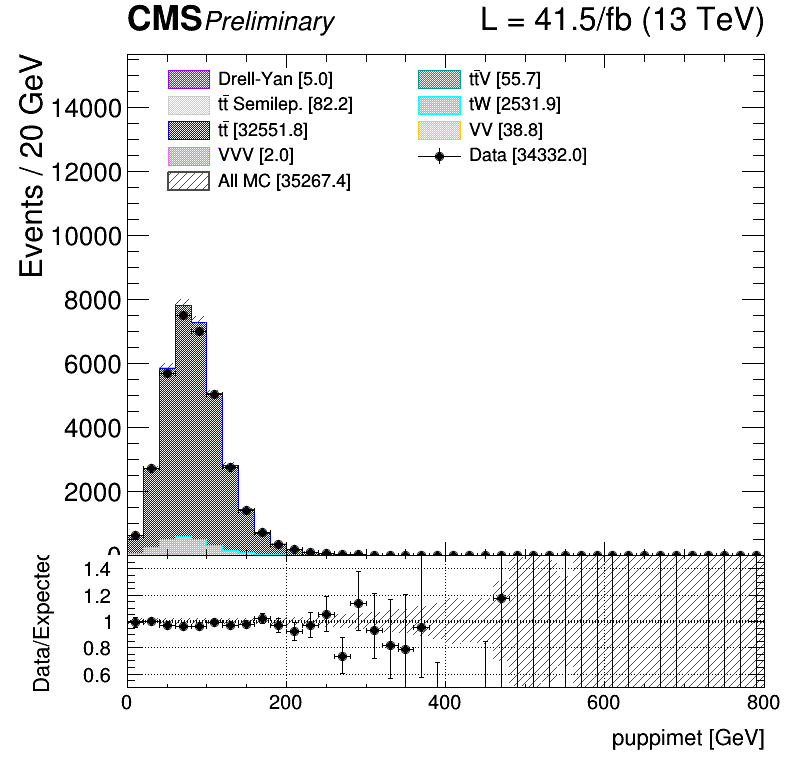 CMS Preliminary L = 41.5/fb (13 TeV)
Events / 20 GeV
Drell-Yan [5.0]
tt̄ Semilep. [82.2]
tt̄ [32551.8]
VVV [2.0]
All MC [35267.4]
tt̄V [55.7]
tW [2531.9]
VV [38.8]
Data [34332.0]
14000
12000
10000
8000
6000
4000
2000
0
Data/Expected
1.4
1.2
1
0.8
0.6
0 200 400 600 800
puppimet [GeV]